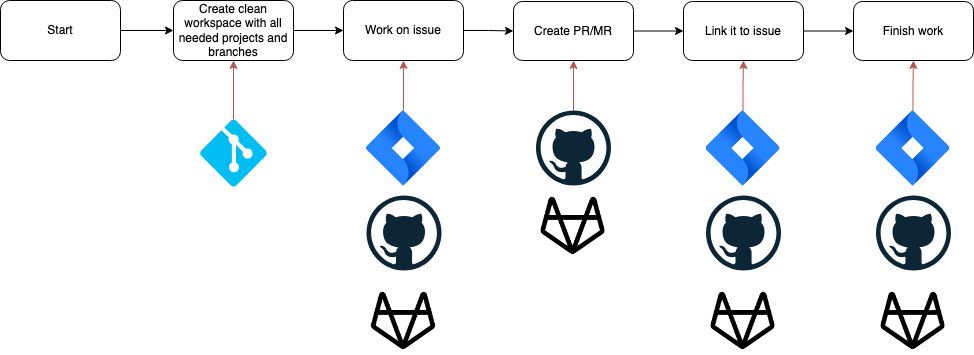 Start
Create clean
workspace with all
needed projects and
branches
Work on issue
Create PR/MR
Link it to issue
Finish work